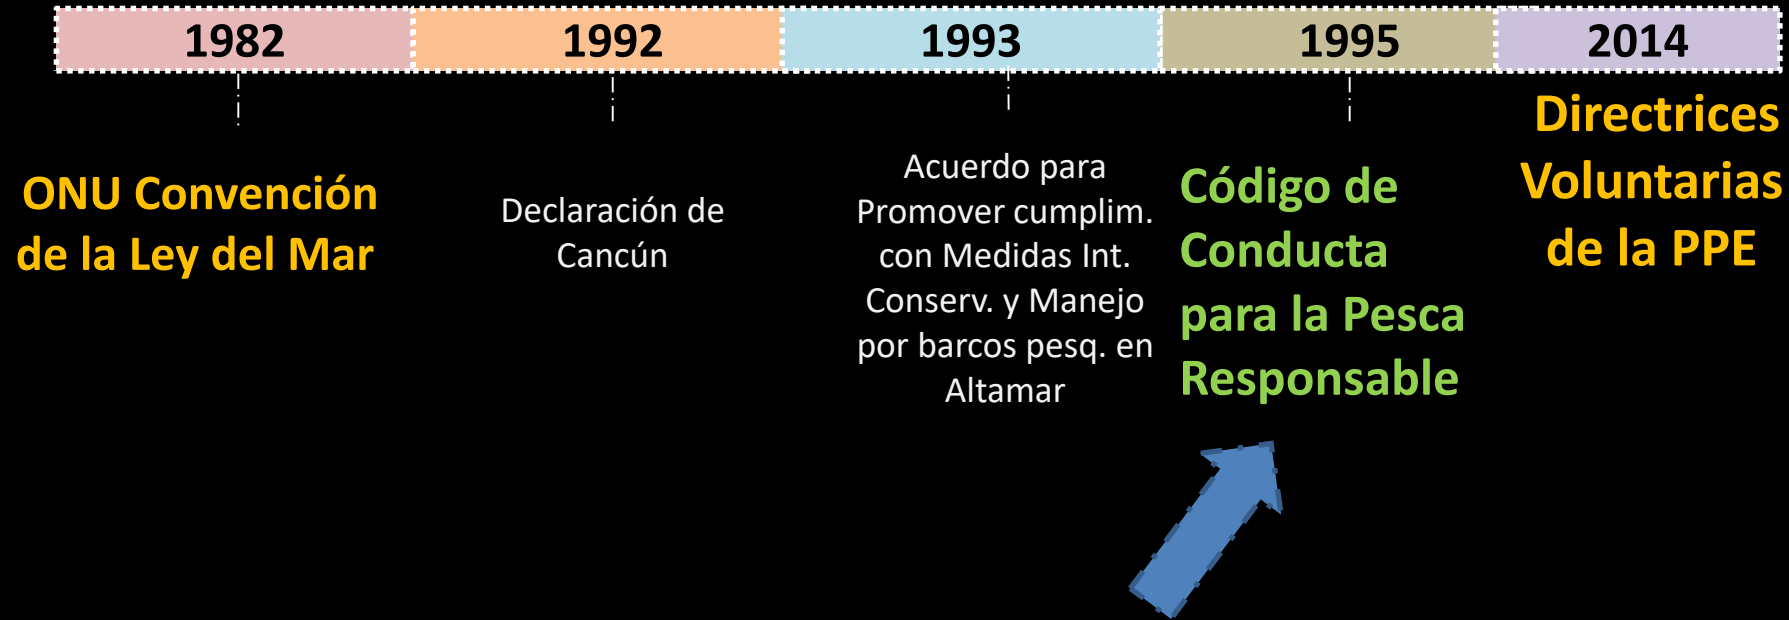 1982
1992
1993
1995
2014
ONU Convención
de la Ley del Mar
Declaración de
Cancún
Acuerdo para
Promover cumplim.
con Medidas Int.
Conserv. y Manejo
por barcos pesq. en
Altamar
Código de
Conducta
para la Pesca
Responsable
Directrices
Voluntarias
de la PPE